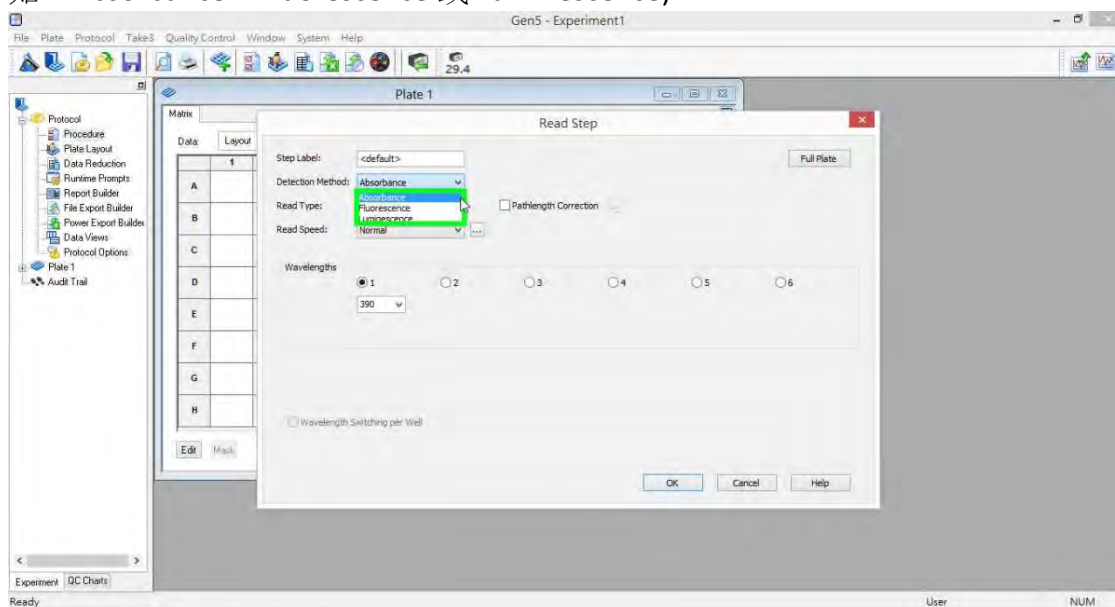 Gen5 - Experiment1
File Plate Protocol Take3 Quality Control Window System Help
29.4
Protocol
Procedure
Plate Layout
Data Reduction
Runtime Prompts
Report Builder
File Export Builder
Power Export Builder
Data Views
Protocol Options
Plate 1
Audit Trail
Experiment QC Charts
Plate 1
Matrix
Data: Layout
1
A
B
C
D
E
F
G
H
Edit Mask
Read Step
Step Label: <default> Full Plate
Detection Method: Absorbance
Absorbance
Fluorescence
Luminescence
Read Type: Pathlength Correction ...
Read Speed: Normal ...
Wavelengths
1 2 3 4 5 6
390
Wavelength Switching per Well
OK Cancel Help
Ready User NUM